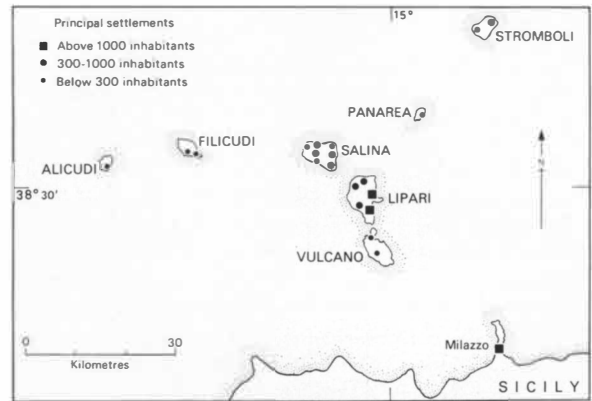 Principal settlements
Above 1000 inhabitants
300-1000 inhabitants
Below 300 inhabitants
15°
STROMBOLI
PANAREA
FILICUDI
SALINA
ALICUDI
38° 30'
LIPARI
VULCANO
0 30
Kilometres
Milazzo
SICILY